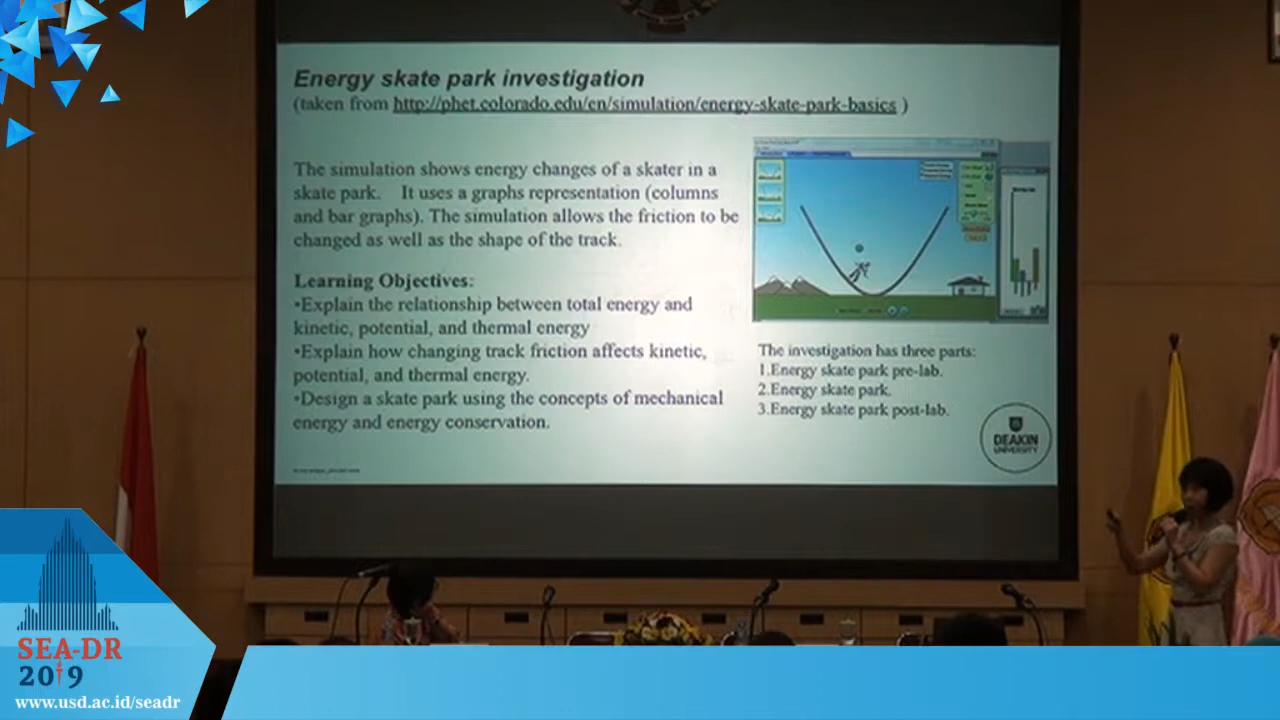 Energy skate park investigation
(taken from http://phet.colorado.edu/en/simulation/energy-skate-park-basics )
The simulation shows energy changes of a skater in a
skate park. It uses a graphs representation (columns
and bar graphs). The simulation allows the friction to be
changed as well as the shape of the track.
Learning Objectives:
•Explain the relationship between total energy and
kinetic, potential, and thermal energy
•Explain how changing track friction affects kinetic,
potential, and thermal energy.
•Design a skate park using the concepts of mechanical
energy and energy conservation.
The investigation has three parts:
1.Energy skate park pre-lab.
2.Energy skate park.
3.Energy skate park post-lab.
DEAKIN
UNIVERSITY
SEA-DR
2019
www.usd.ac.id/seadr